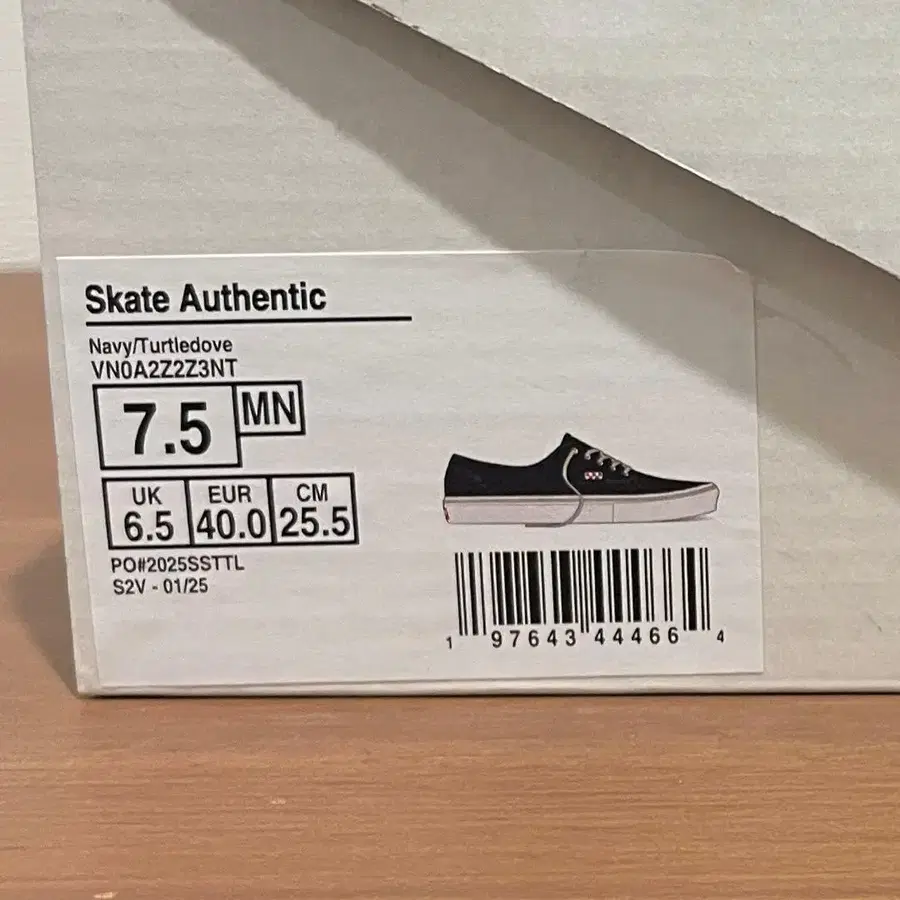 Skate Authentic
Navy/Turtledove
VN0A2Z2Z3NT
7.5 MN
UK EUR CM
6.5 40.0 25.5
PO#2025SSTTL
S2V - 01/25
1 97643 44466 4